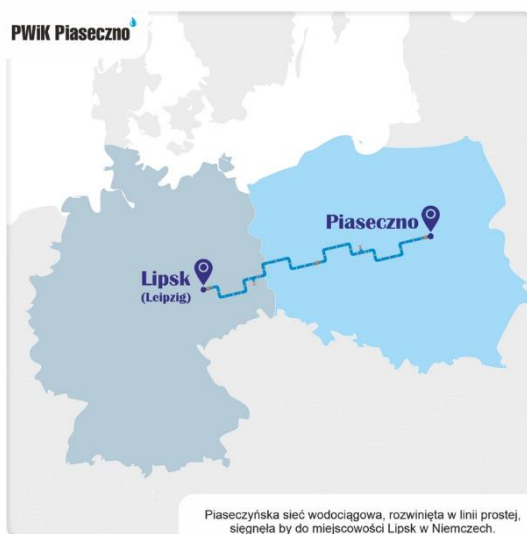 PWiK Piaseczno
Piaseczno
Lipsk
(Leipzig)
Piaseczyńska sieć wodociągowa, rozwinięta w linii prostej,
sięgnęła by do miejscowości Lipsk w Niemczech.